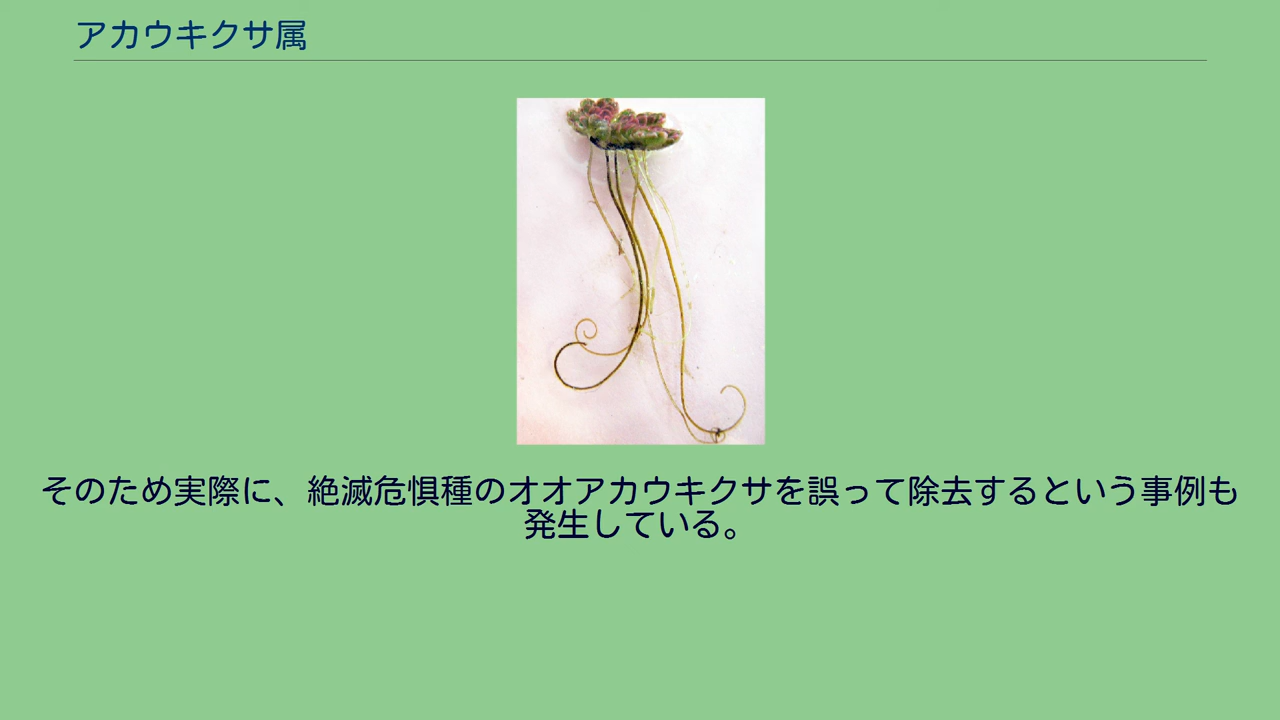 アカウキクサ属
そのため実際に、絶滅危惧種のオオアカウキクサを誤って除去するという事例も
発生している。